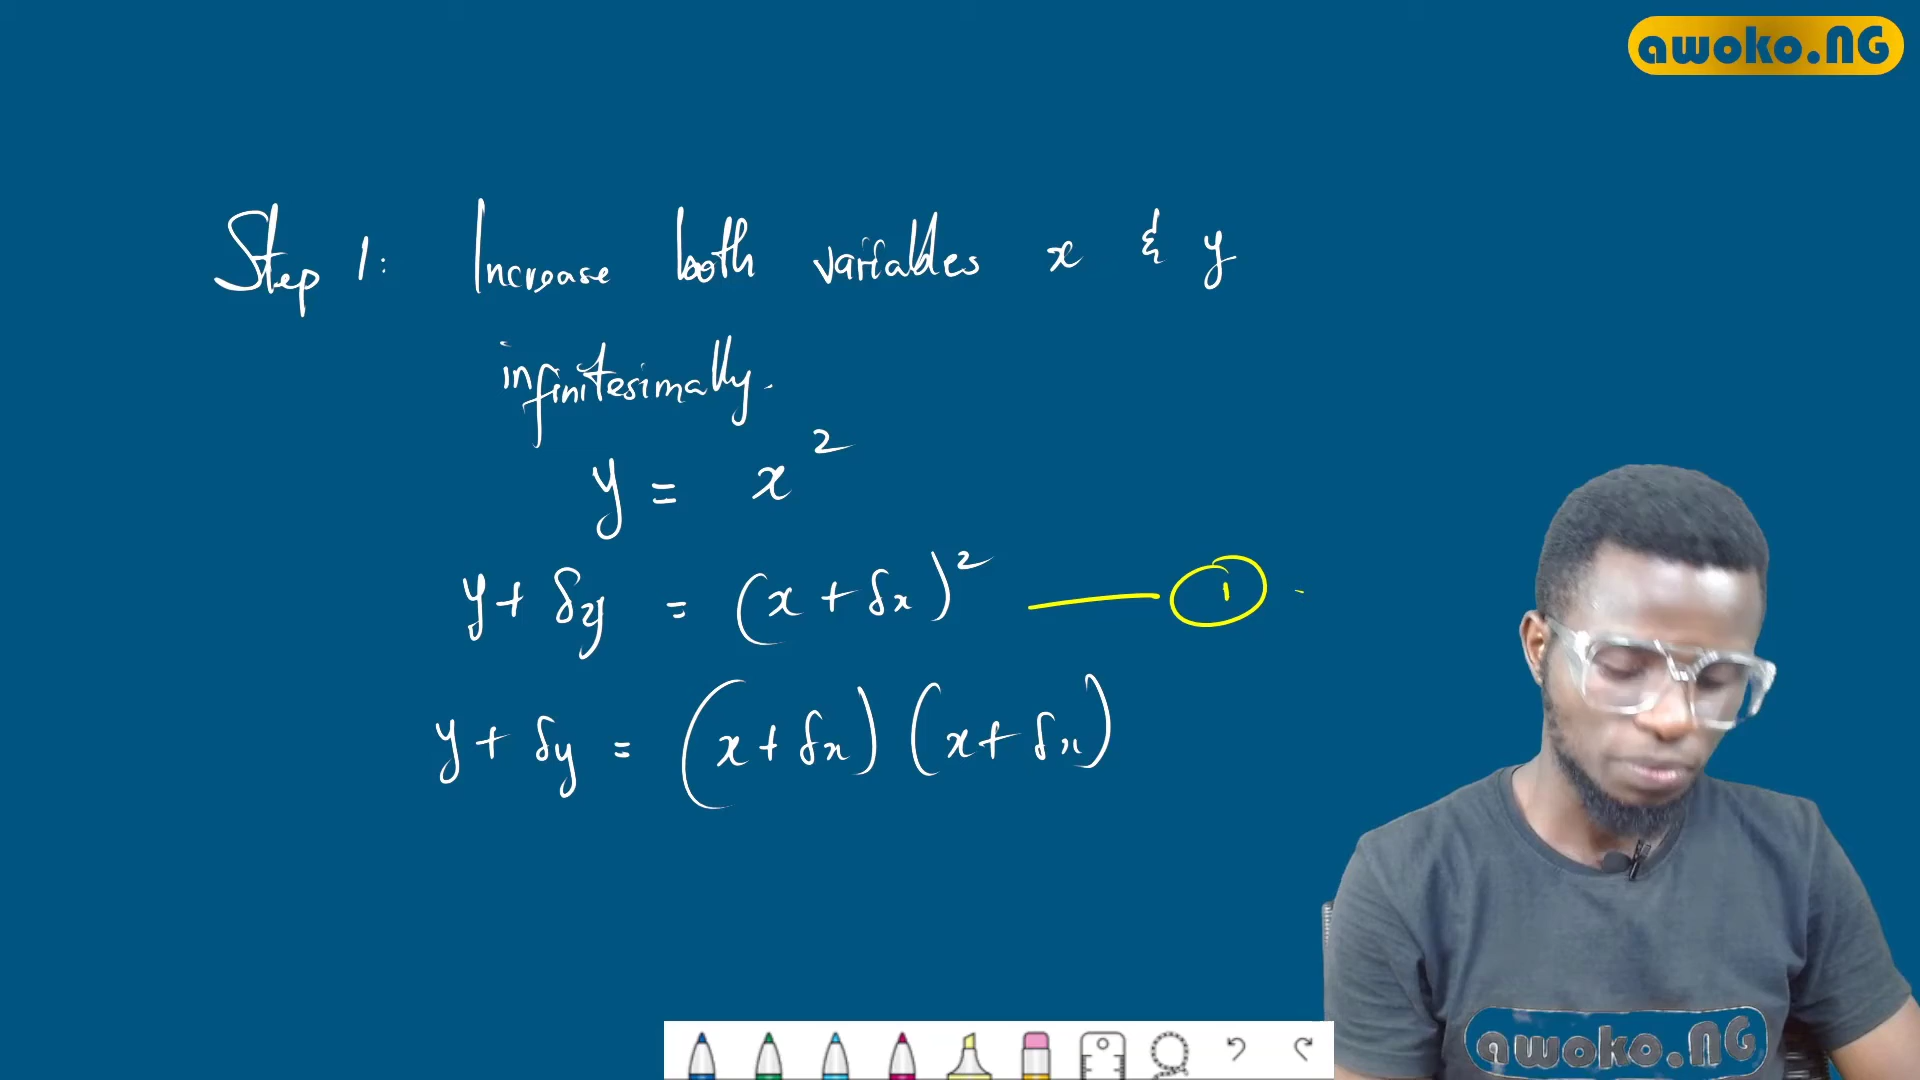 awoko.NG
Step 1: Increase both variables x & y
infinitesimally.
y = x²
y + δy = (x + δx)² —— ①
y + δy = (x + δx) (x + δx)
awoko.NG